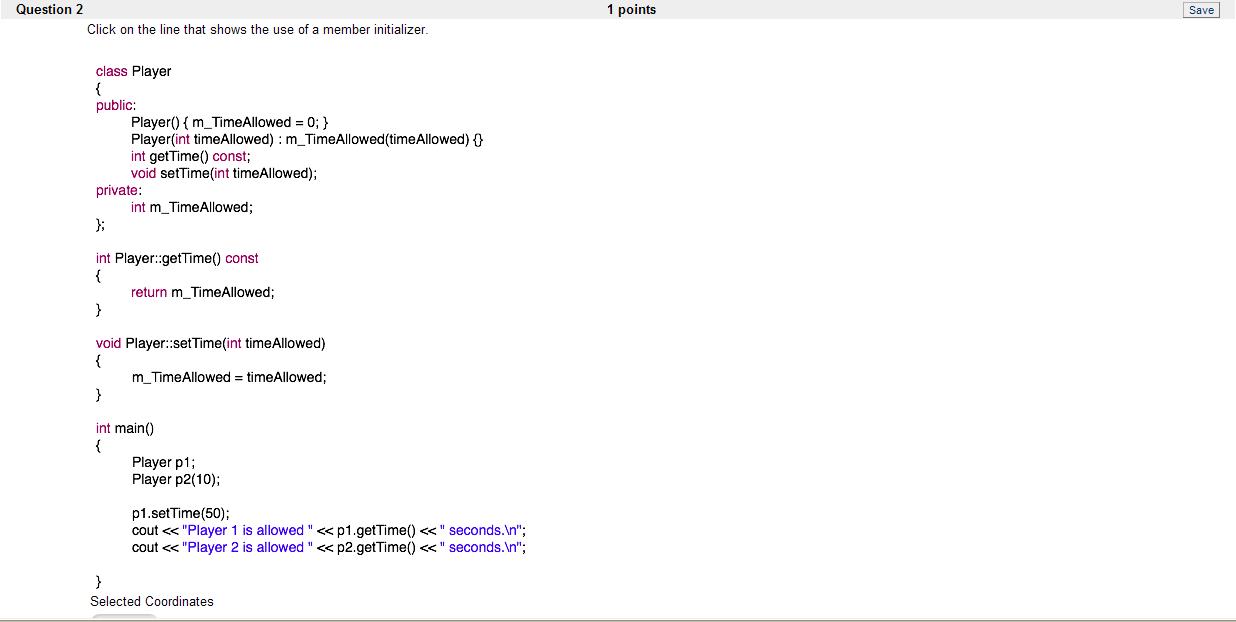 Question 2 1 points Save
Click on the line that shows the use of a member initializer.
class Player
{
public:
Player() { m_TimeAllowed = 0; }
Player(int timeAllowed) : m_TimeAllowed(timeAllowed) {}
int getTime() const;
void setTime(int timeAllowed);
private:
int m_TimeAllowed;
};
int Player::getTime() const
{
return m_TimeAllowed;
}
void Player::setTime(int timeAllowed)
{
m_TimeAllowed = timeAllowed;
}
int main()
{
Player p1;
Player p2(10);
p1.setTime(50);
cout << "Player 1 is allowed " << p1.getTime() << " seconds.\n";
cout << "Player 2 is allowed " << p2.getTime() << " seconds.\n";
}
Selected Coordinates